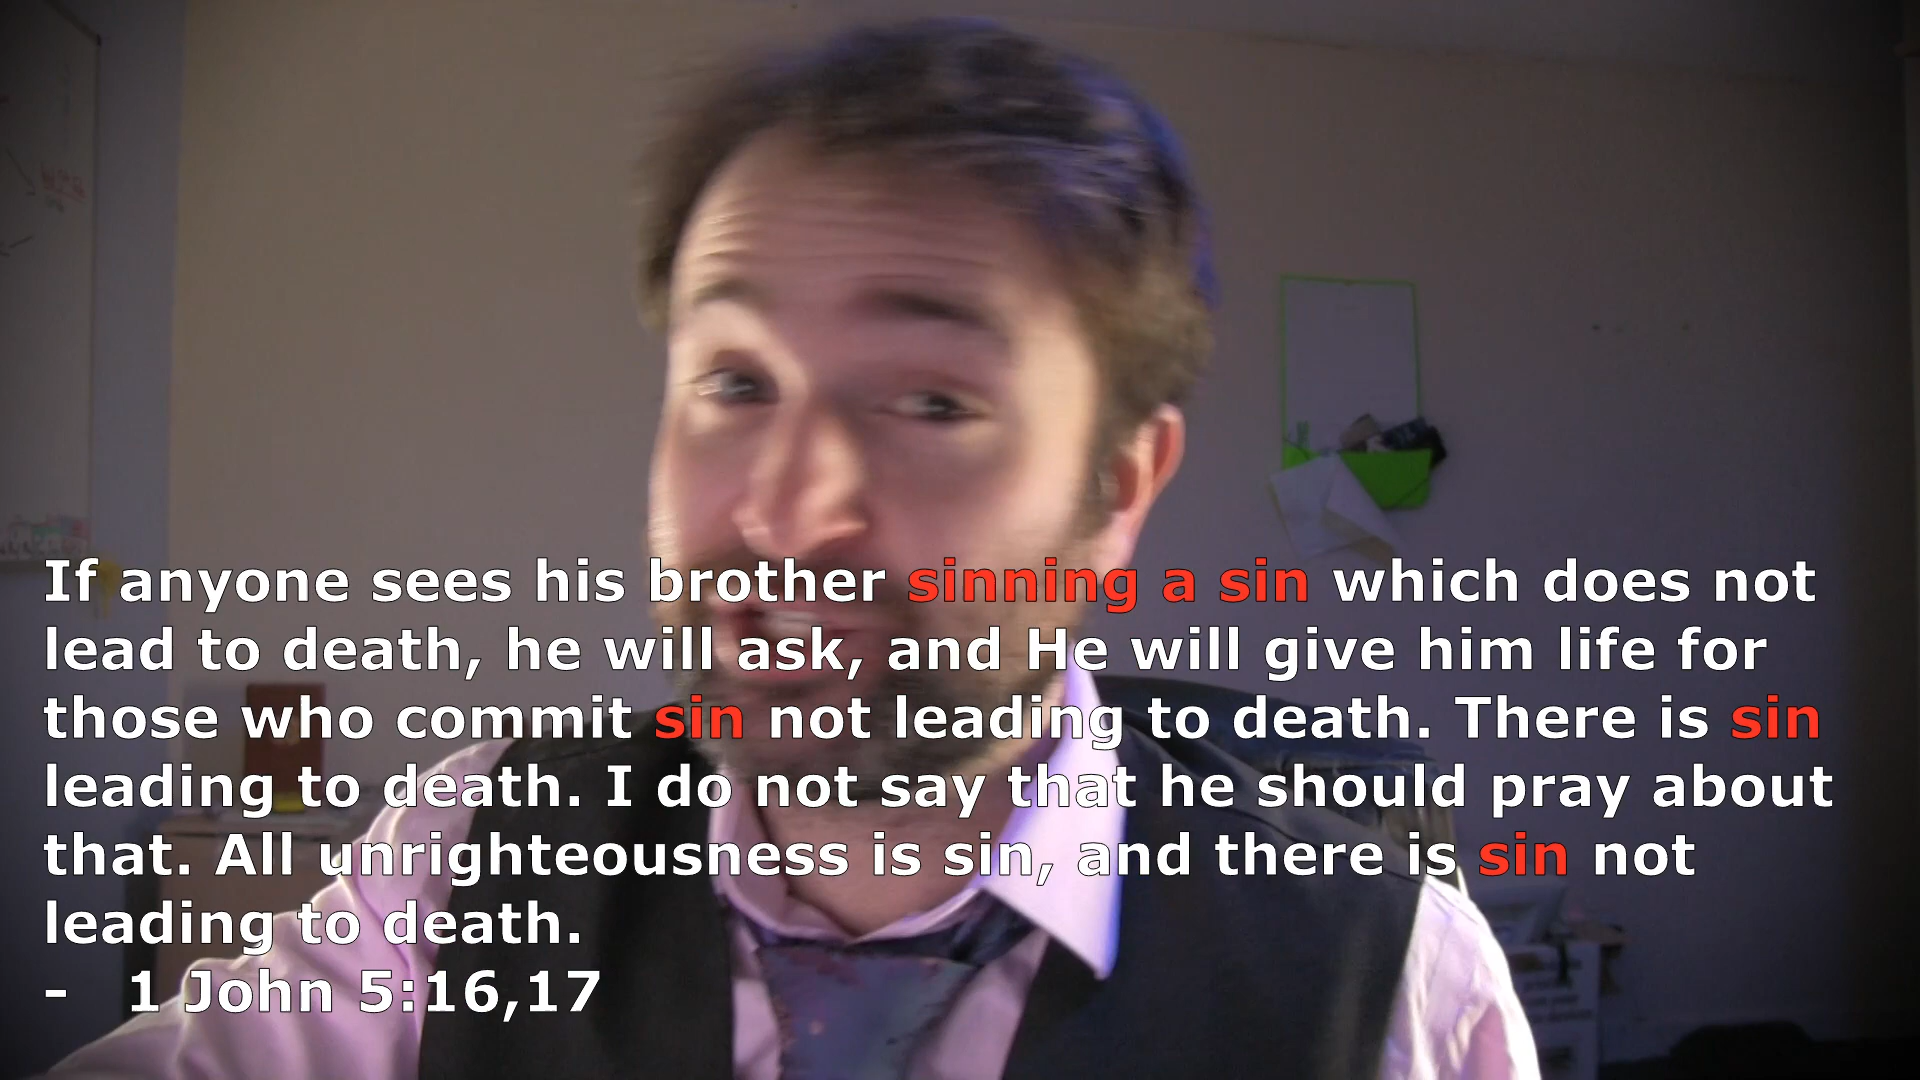 If anyone sees his brother sinning a sin which does not
lead to death, he will ask, and He will give him life for
those who commit sin not leading to death. There is sin
leading to death. I do not say that he should pray about
that. All unrighteousness is sin, and there is sin not
leading to death.
-   1 John 5:16,17